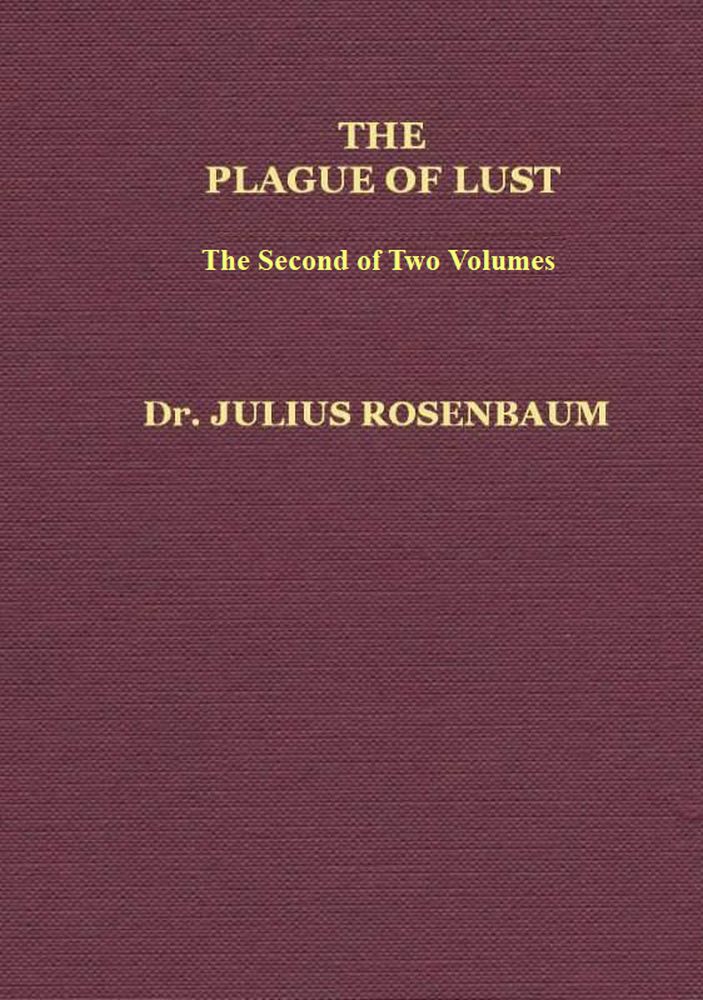 THE
PLAGUE OF LUST
The Second of Two Volumes
Dr. JULIUS ROSENBAUM